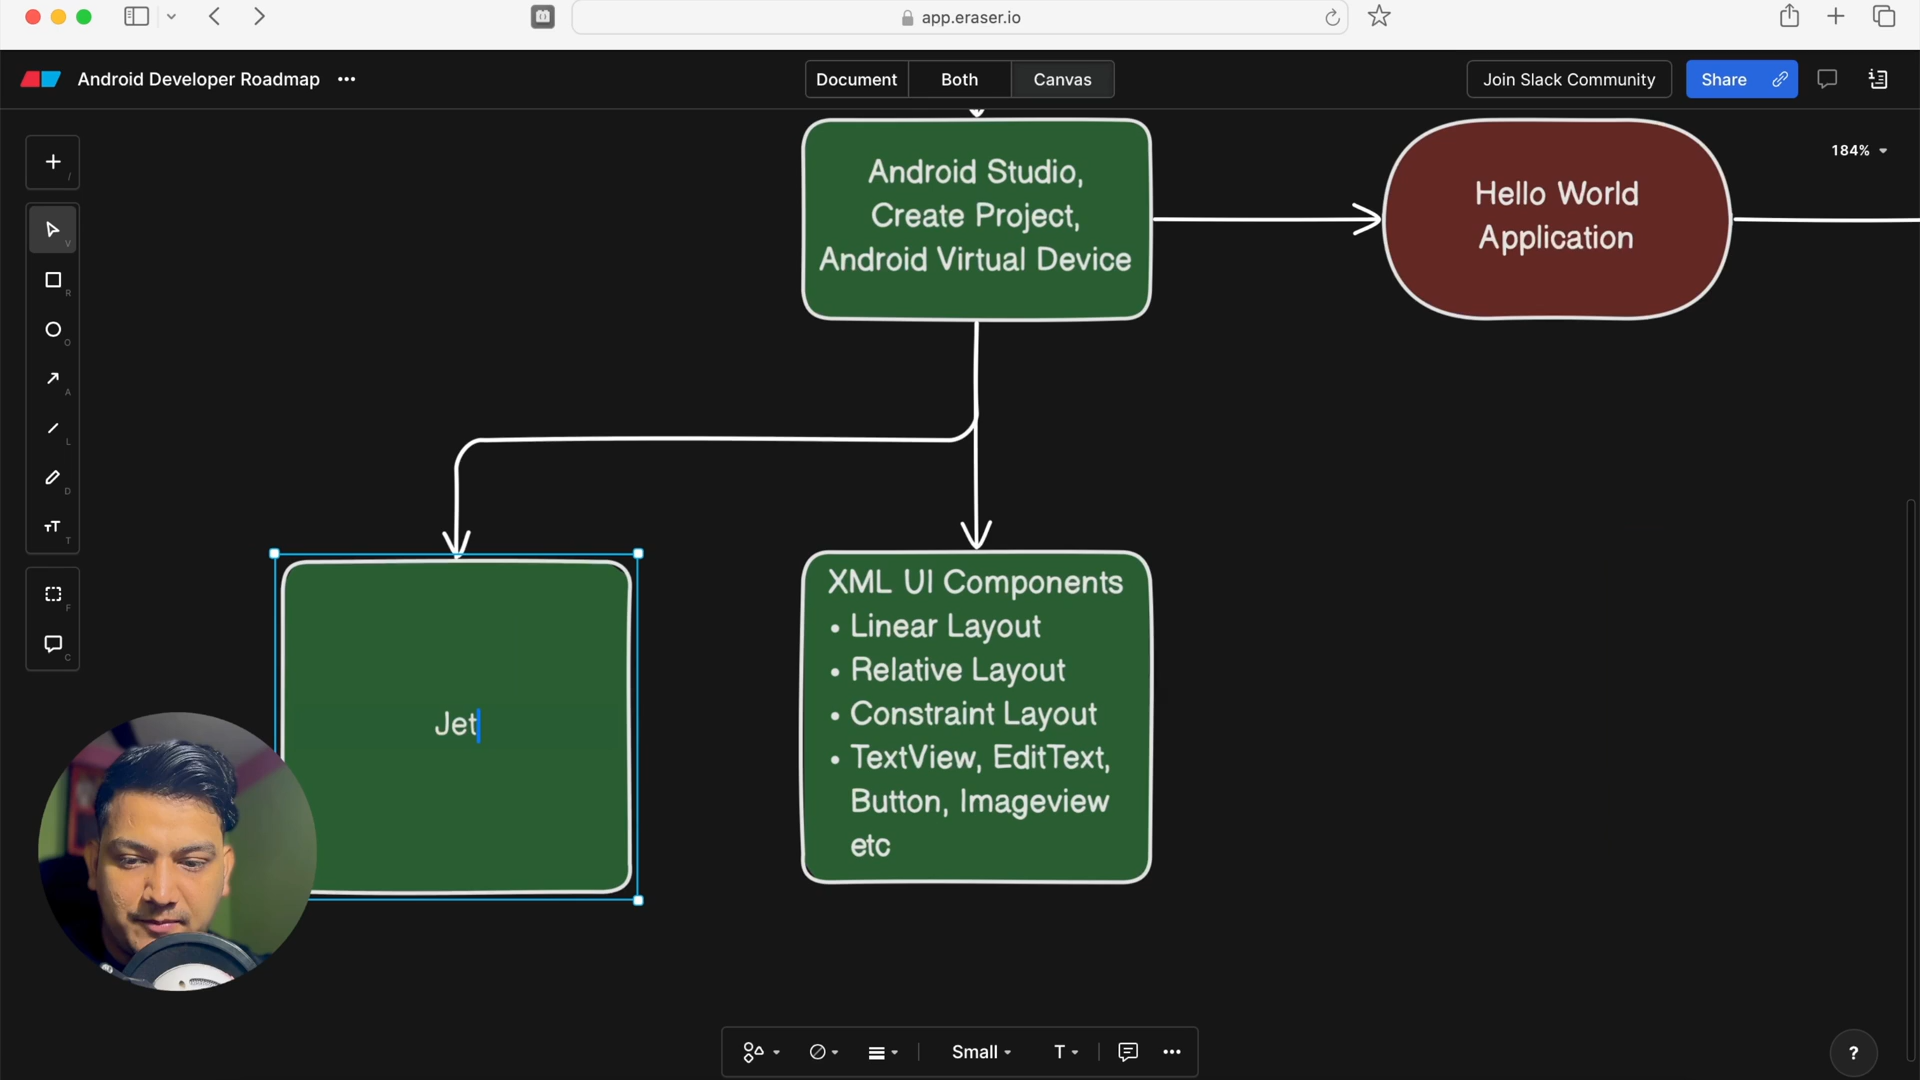 app.eraser.io
Android Developer Roadmap
Document
Both
Canvas
Join Slack Community
Share
184%
/
V
R
O
A
L
D
T
F
C
Android Studio,
Create Project,
Android Virtual Device
Hello World
Application
Jet
XML UI Components
• Linear Layout
• Relative Layout
• Constraint Layout
• TextView, EditText,
Button, Imageview
etc
Small
T
?